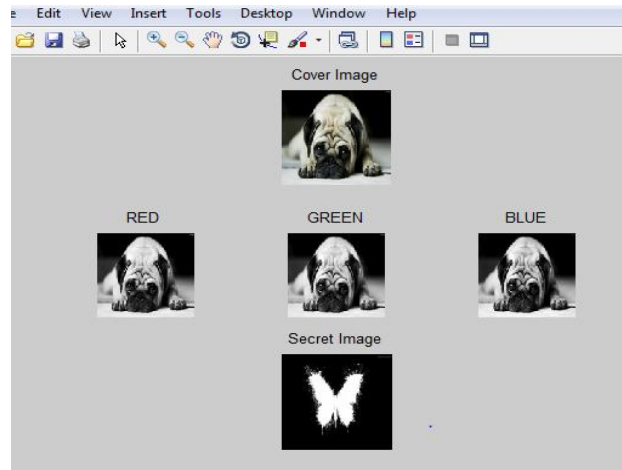 Edit View Insert Tools Desktop Window Help
Cover Image
RED GREEN BLUE
Secret Image